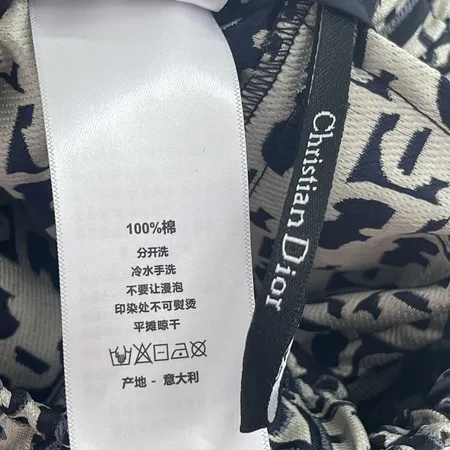 100%棉
分开洗
冷水手洗
不要让漫泡
印染处不可熨烫
平摊晾干
产地 - 意大利
Christian Dior